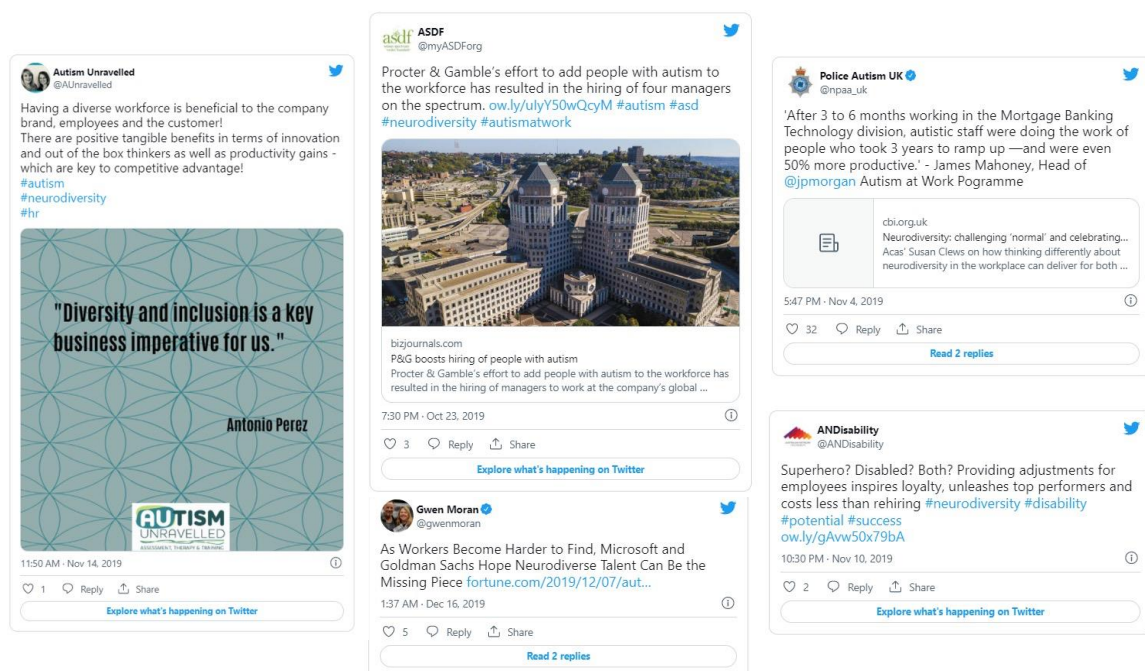 Autism Unravelled
@AUnravelled
Having a diverse workforce is beneficial to the company
brand, employees and the customer!
There are positive tangible benefits in terms of innovation
and out of the box thinkers as well as productivity gains -
which are key to competitive advantage!
#autism
#neurodiversity
#hr
"Diversity and inclusion is a key
business imperative for us."
Antonio Perez
AUTISM
UNRAVELLED
ASSESSMENT, THERAPY & TRAINING
11:50 AM · Nov 14, 2019
1 Reply Share
Explore what's happening on Twitter
asdf
ASDF
@myASDForg
Procter & Gamble's effort to add people with autism to
the workforce has resulted in the hiring of four managers
on the spectrum. ow.ly/uIyY50wQcyM #autism #asd
#neurodiversity #autismatwork
bizjournals.com
P&G boosts hiring of people with autism
Procter & Gamble's effort to add people with autism to the workforce has
resulted in the hiring of managers to work at the company's global ...
7:30 PM · Oct 23, 2019
3 Reply Share
Explore what's happening on Twitter
Gwen Moran
@gwenmoran
As Workers Become Harder to Find, Microsoft and
Goldman Sachs Hope Neurodiverse Talent Can Be the
Missing Piece fortune.com/2019/12/07/aut...
1:37 AM · Dec 16, 2019
5 Reply Share
Read 2 replies
Police Autism UK
@npaa_uk
'After 3 to 6 months working in the Mortgage Banking
Technology division, autistic staff were doing the work of
people who took 3 years to ramp up —and were even
50% more productive.' - James Mahoney, Head of
@jpmorgan Autism at Work Pogramme
cbi.org.uk
Neurodiversity: challenging 'normal' and celebrating...
Acas' Susan Clews on how thinking differently about
neurodiversity in the workplace can deliver for both ...
5:47 PM · Nov 4, 2019
32 Reply Share
Read 2 replies
ANDisability
@ANDisability
Superhero? Disabled? Both? Providing adjustments for
employees inspires loyalty, unleashes top performers and
costs less than rehiring #neurodiversity #disability
#potential #success
ow.ly/gAvw50x79bA
10:30 PM · Nov 10, 2019
2 Reply Share
Explore what's happening on Twitter